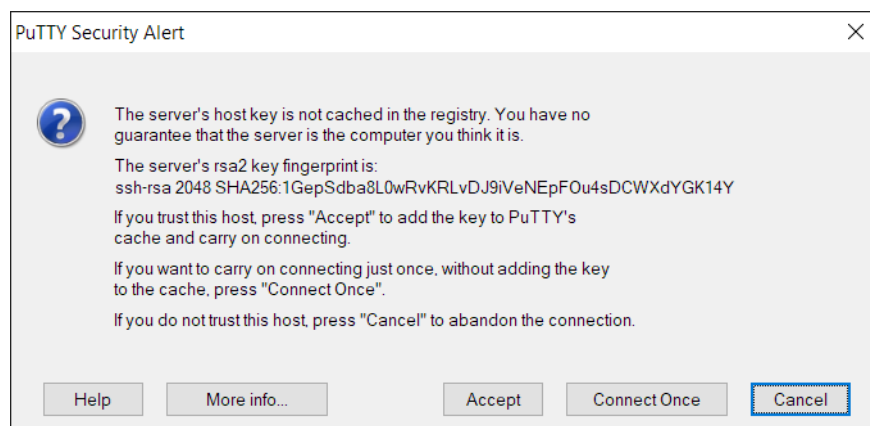 PuTTY Security Alert
The server's host key is not cached in the registry. You have no
guarantee that the server is the computer you think it is.
The server's rsa2 key fingerprint is:
ssh-rsa 2048 SHA256:1GepSdba8L0wRvKRLvDJ9iVeNEpFOu4sDCWXdYGK14Y
If you trust this host, press "Accept" to add the key to PuTTY's
cache and carry on connecting.
If you want to carry on connecting just once, without adding the key
to the cache, press "Connect Once".
If you do not trust this host, press "Cancel" to abandon the connection.
Help More info... Accept Connect Once Cancel